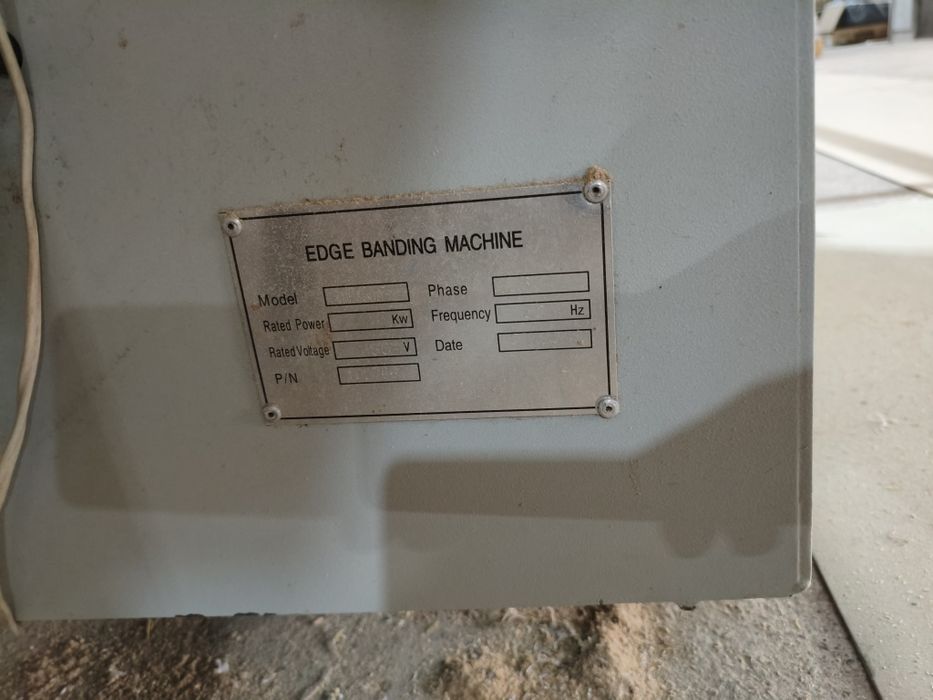 EDGE BANDING MACHINE
Model Phase
Rated Power Kw Frequency Hz
Rated Voltage V Date
P/N